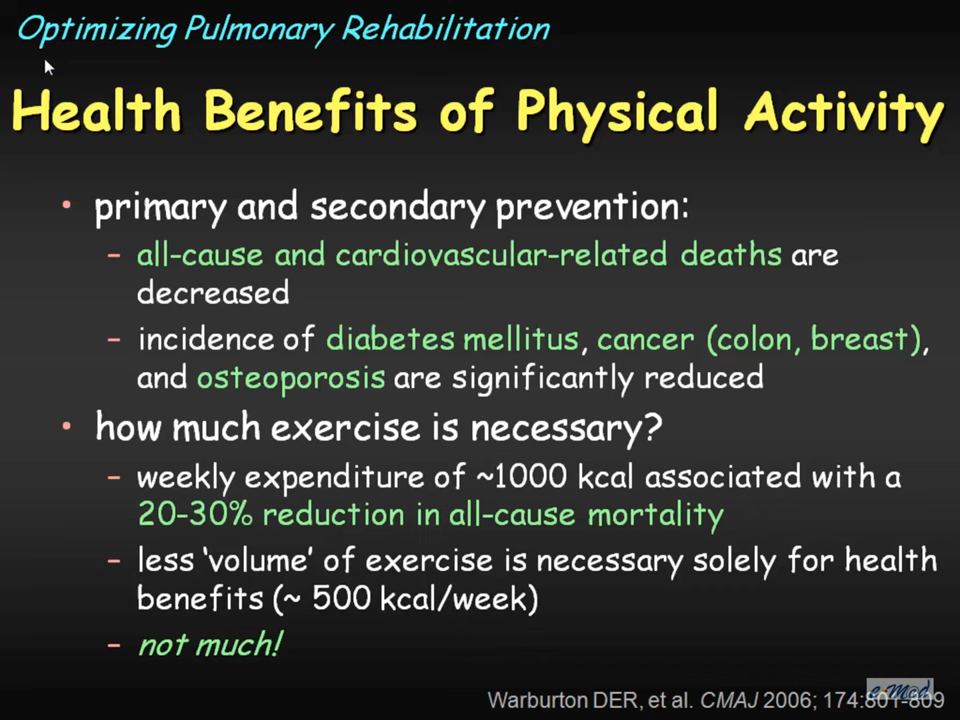 Optimizing Pulmonary Rehabilitation
Health Benefits of Physical Activity
• primary and secondary prevention:
– all-cause and cardiovascular-related deaths are
decreased
– incidence of diabetes mellitus, cancer (colon, breast),
and osteoporosis are significantly reduced
• how much exercise is necessary?
– weekly expenditure of ~1000 kcal associated with a
20-30% reduction in all-cause mortality
– less ‘volume’ of exercise is necessary solely for health
benefits (~ 500 kcal/week)
– not much!
e-M@d
Warburton DER, et al. CMAJ 2006; 174:801-809